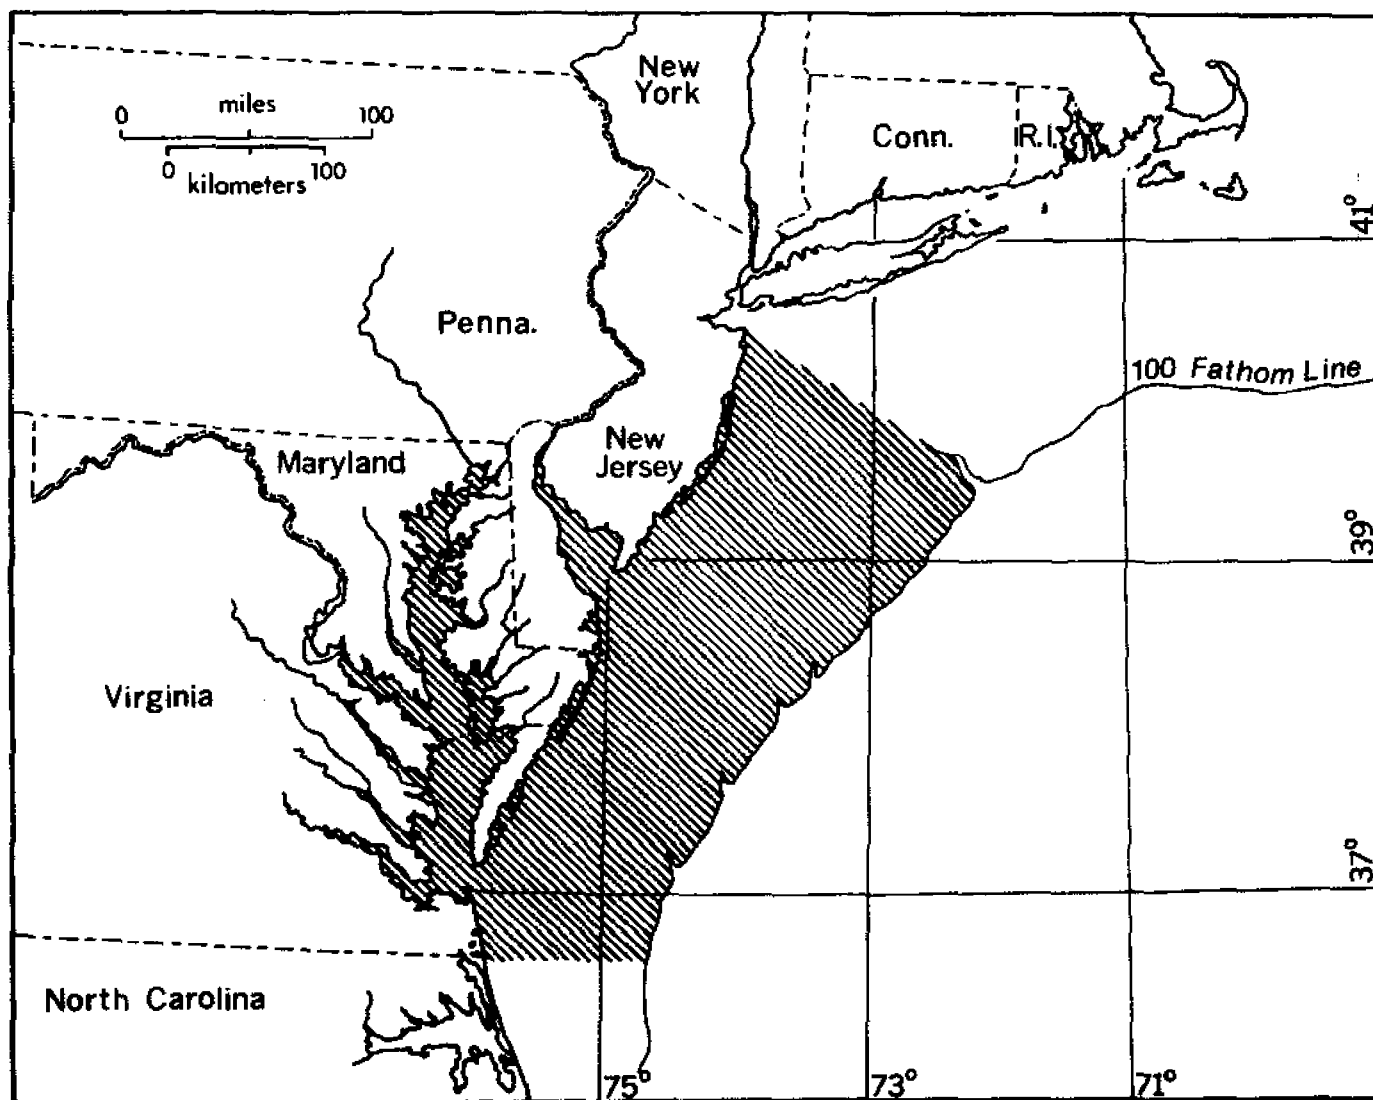 New
York
0 miles 100
0 100
kilometers
Conn.
R.I.
41°
Penna.
100 Fathom Line
New
Jersey
Maryland
39°
Virginia
37°
North Carolina
75°
73°
71°